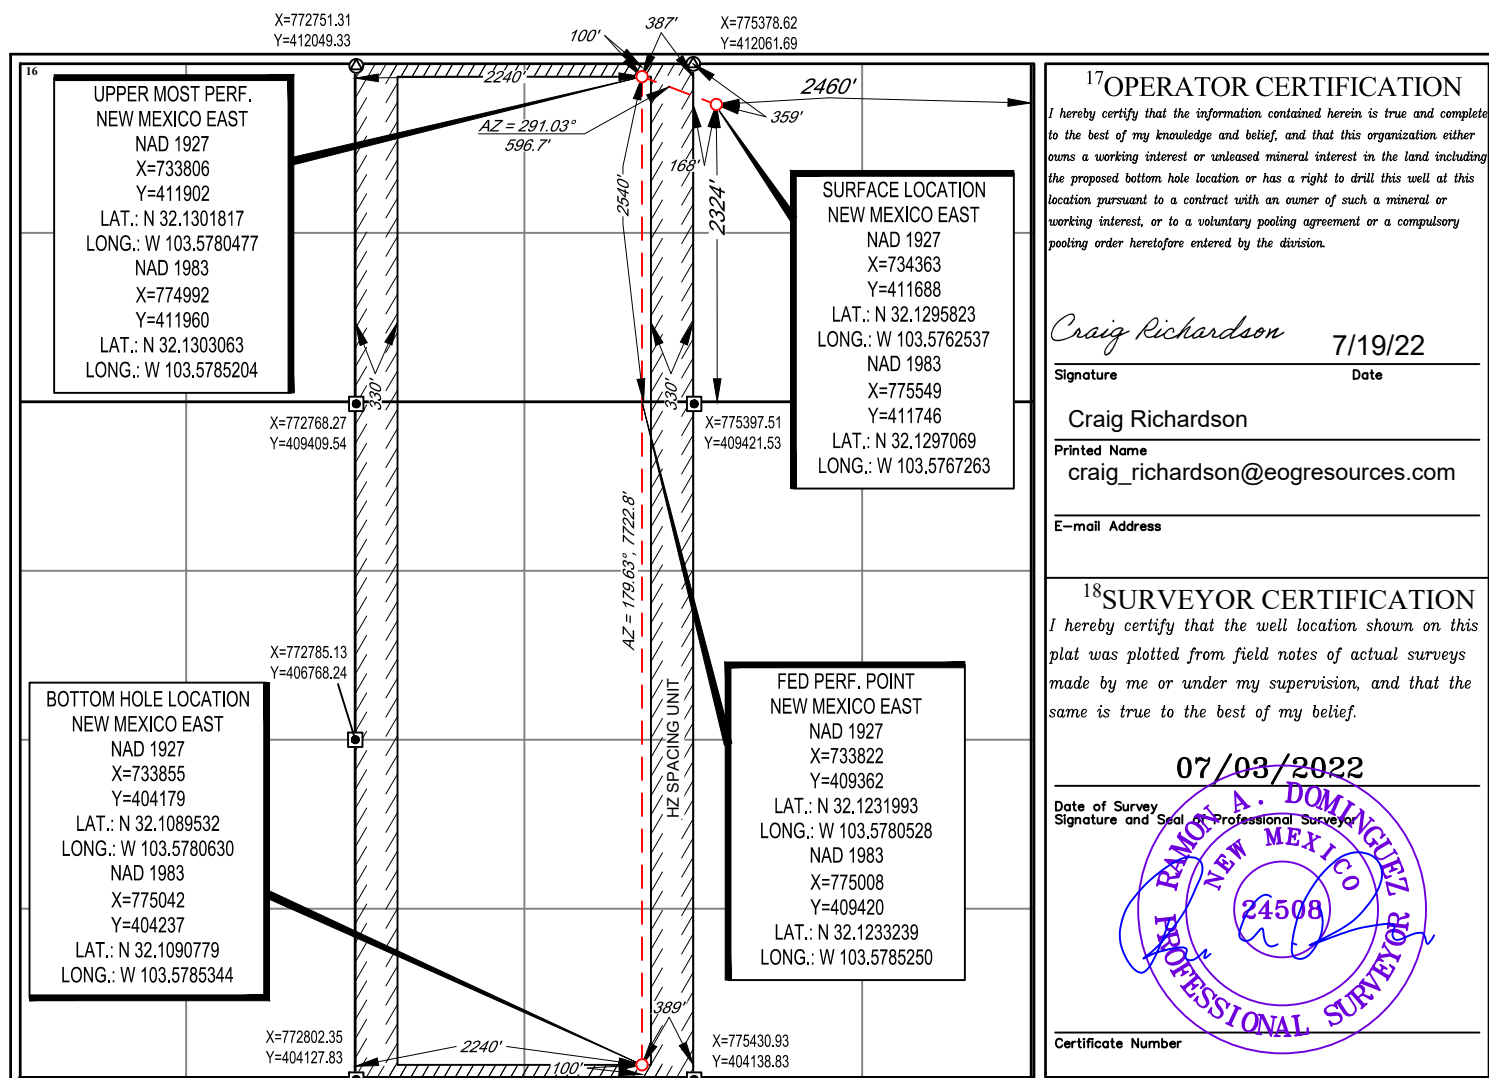 X=772751.31
Y=412049.33
100'
387'
X=775378.62
Y=412061.69
16
2240'
2460'
359'
AZ = 291.03°
596.7'
168'
2540'
2324'
UPPER MOST PERF.
NEW MEXICO EAST
NAD 1927
X=733806
Y=411902
LAT.: N 32.1301817
LONG.: W 103.5780477
NAD 1983
X=774992
Y=411960
LAT.: N 32.1303063
LONG.: W 103.5785204
SURFACE LOCATION
NEW MEXICO EAST
NAD 1927
X=734363
Y=411688
LAT.: N 32.1295823
LONG.: W 103.5762537
NAD 1983
X=775549
Y=411746
LAT.: N 32.1297069
LONG.: W 103.5767263
330'
330'
X=772768.27
Y=409409.54
X=775397.51
Y=409421.53
AZ = 179.63°, 7722.8'
X=772785.13
Y=406768.24
HZ SPACING UNIT
BOTTOM HOLE LOCATION
NEW MEXICO EAST
NAD 1927
X=733855
Y=404179
LAT.: N 32.1089532
LONG.: W 103.5780630
NAD 1983
X=775042
Y=404237
LAT.: N 32.1090779
LONG.: W 103.5785344
FED PERF. POINT
NEW MEXICO EAST
NAD 1927
X=733822
Y=409362
LAT.: N 32.1231993
LONG.: W 103.5780528
NAD 1983
X=775008
Y=409420
LAT.: N 32.1233239
LONG.: W 103.5785250
389'
X=772802.35
Y=404127.83
2240'
100'
X=775430.93
Y=404138.83
17OPERATOR CERTIFICATION
I hereby certify that the information contained herein is true and complete
to the best of my knowledge and belief, and that this organization either
owns a working interest or unleased mineral interest in the land including
the proposed bottom hole location or has a right to drill this well at this
location pursuant to a contract with an owner of such a mineral or
working interest, or to a voluntary pooling agreement or a compulsory
pooling order heretofore entered by the division.
Craig Richardson 7/19/22
Signature Date
Craig Richardson
Printed Name
craig_richardson@eogresources.com
E-mail Address
18SURVEYOR CERTIFICATION
I hereby certify that the well location shown on this
plat was plotted from field notes of actual surveys
made by me or under my supervision, and that the
same is true to the best of my belief.
07/03/2022
Date of Survey
Signature and Seal of Professional Surveyor
RAMON A. DOMINGUEZ
NEW MEXICO
24508
PROFESSIONAL SURVEYOR
Certificate Number